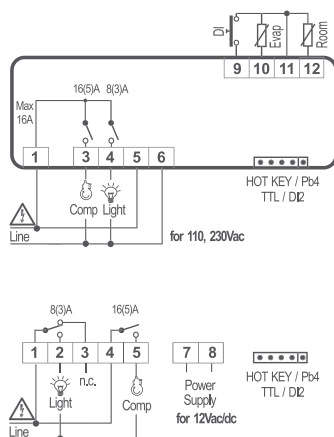 DI
Evap
Room
9 10 11 12
16(5)A 8(3)A
Max
16A
1 3 4 5 6
HOT KEY / Pb4
TTL / DI2
Comp Light
Line
for 110, 230Vac
8(3)A 16(5)A
1 2 3 4 5 7 8
n.c.
HOT KEY / Pb4
TTL / DI2
Light
Comp
Power
Supply
for 12Vac/dc
Line